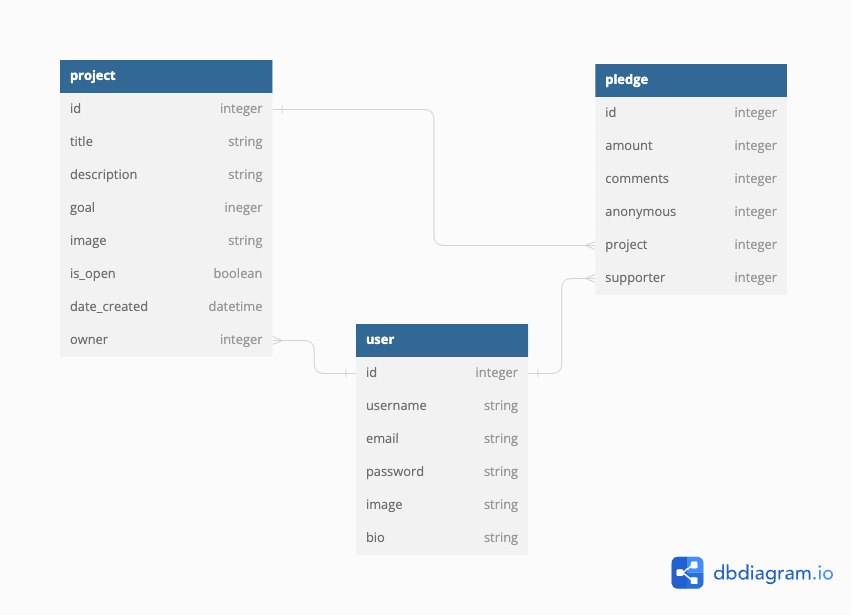 project
id integer
title string
description string
goal ineger
image string
is_open boolean
date_created datetime
owner integer
pledge
id integer
amount integer
comments integer
anonymous integer
project integer
supporter integer
user
id integer
username string
email string
password string
image string
bio string
dbdiagram.io